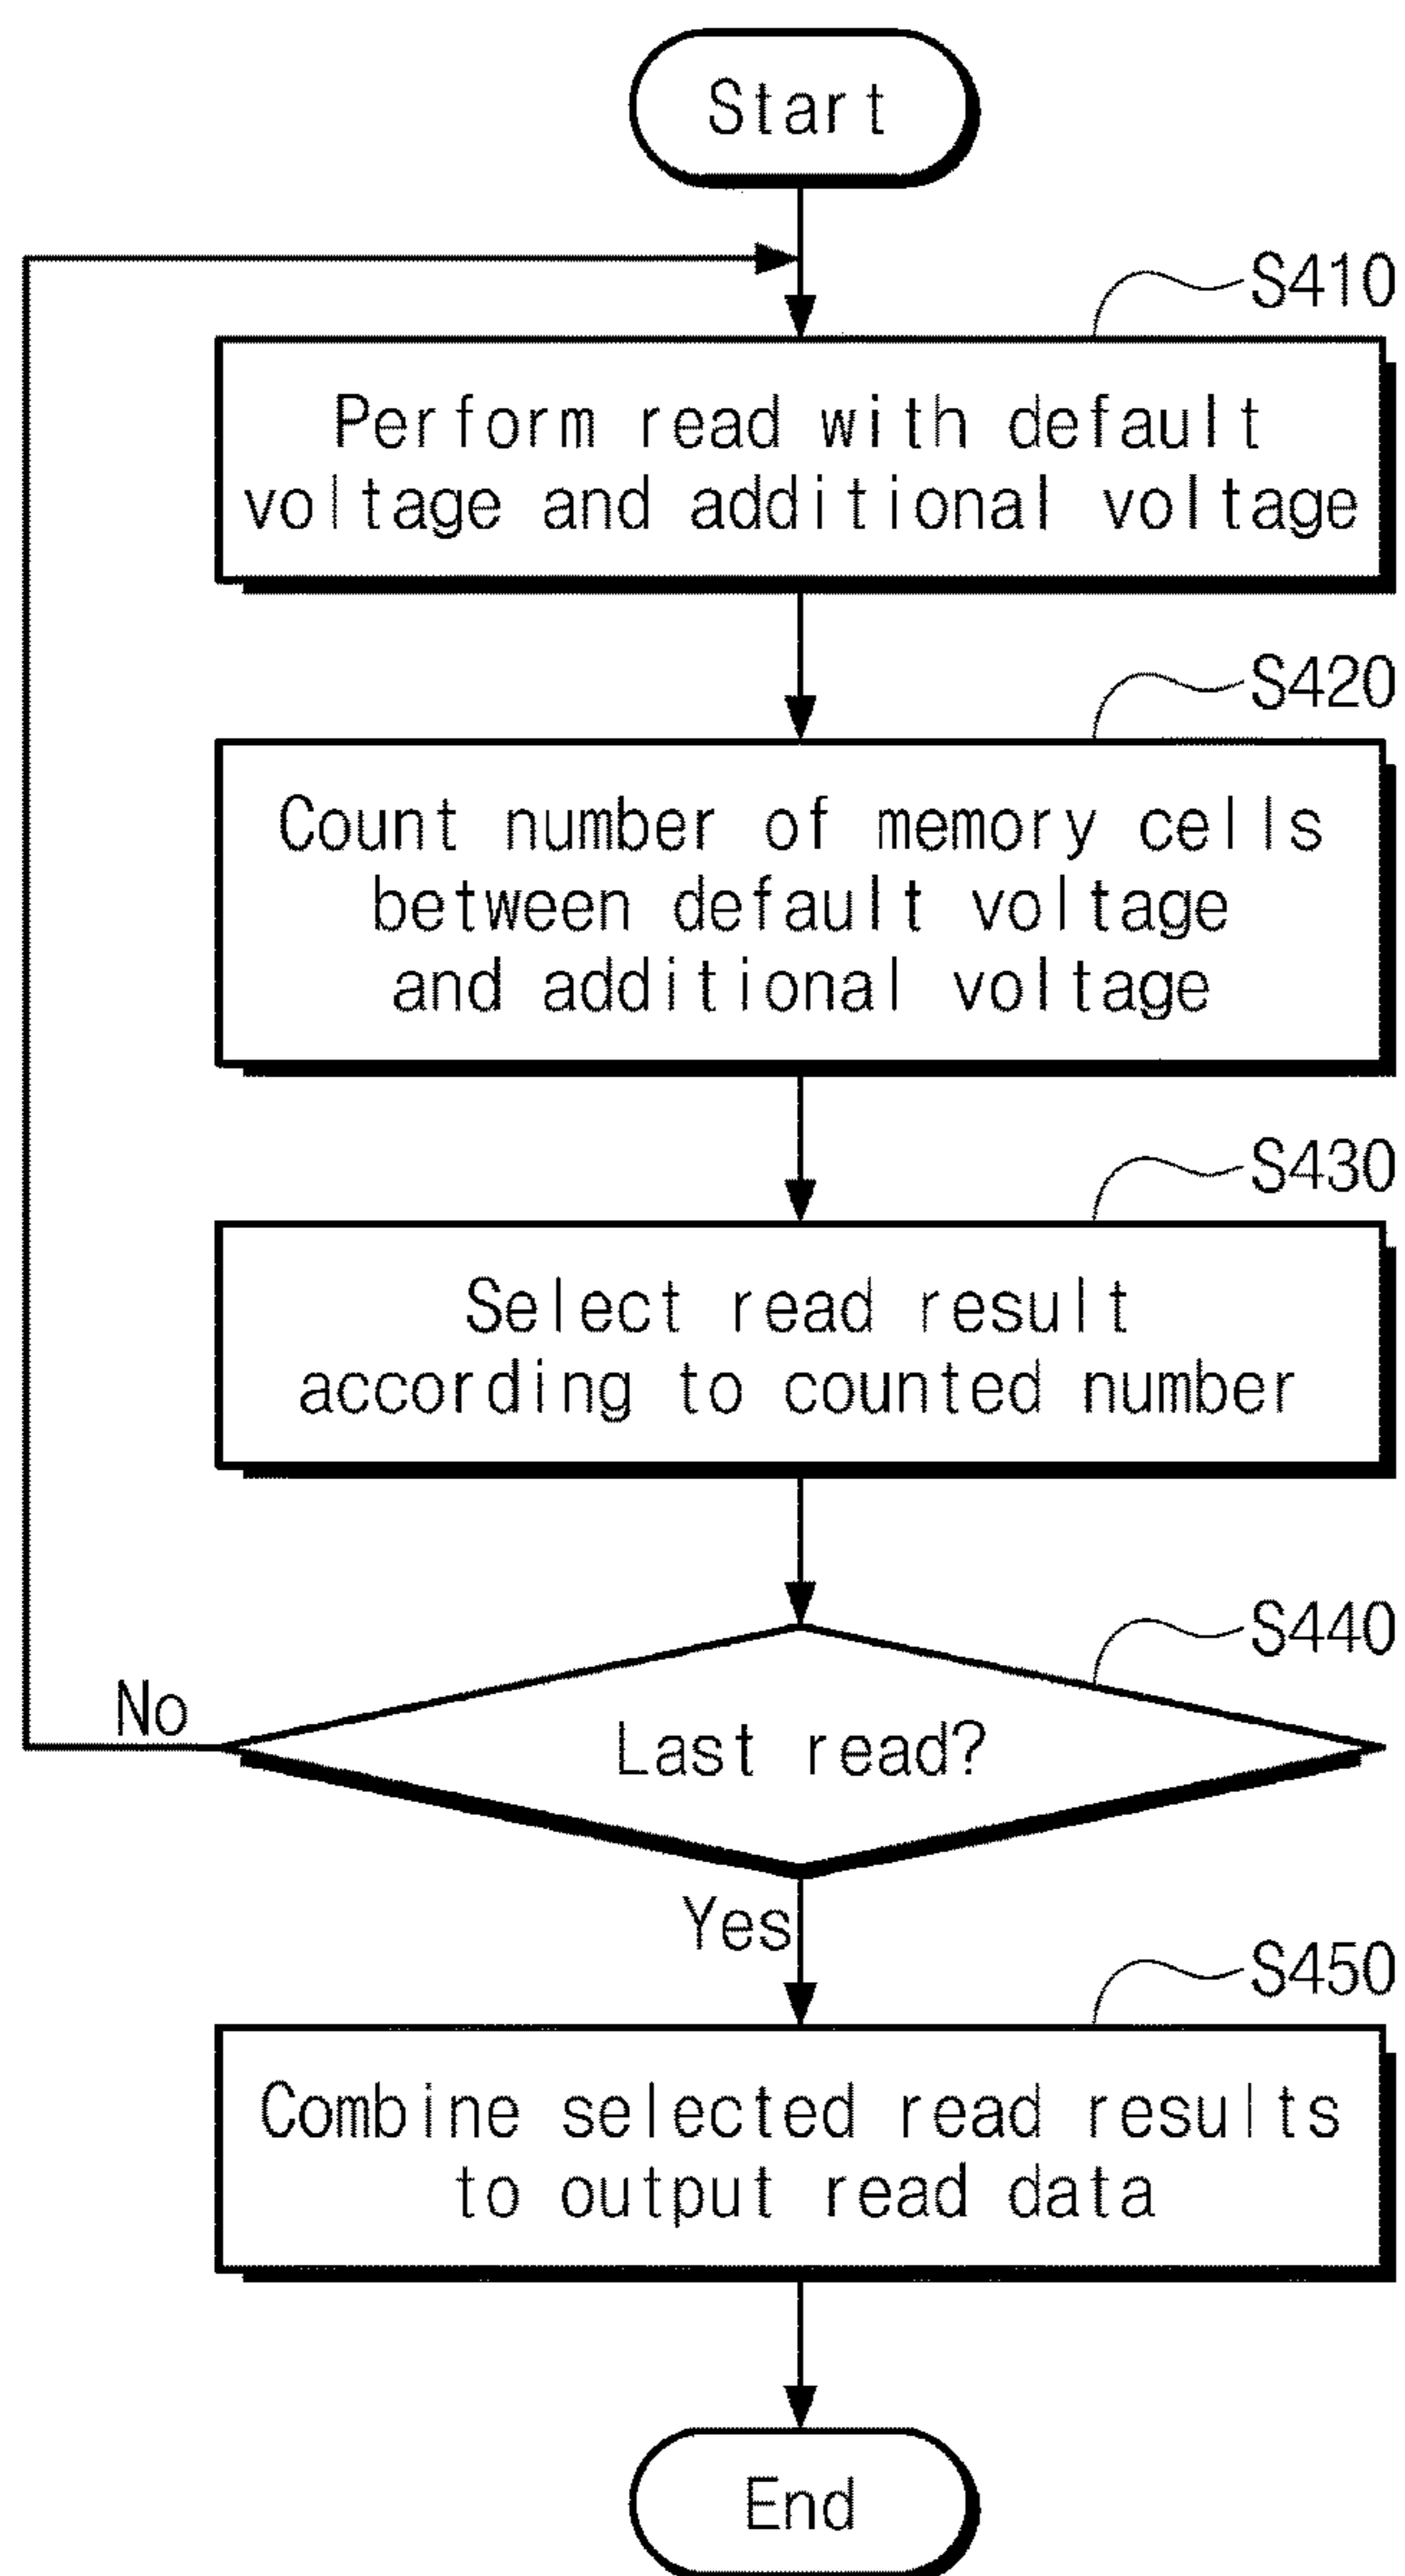 Start
S410
Perform read with default
voltage and additional voltage
S420
Count number of memory cells
between default voltage
and additional voltage
S430
Select read result
according to counted number
S440
No
Last read?
Yes
S450
Combine selected read results
to output read data
End